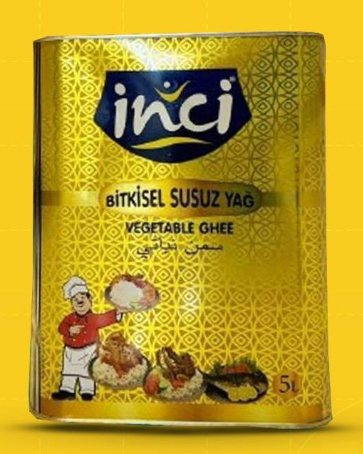 inci
BİTKİSEL SUSUZ YAĞ
VEGETABLE GHEE
سمن نباتي
5L